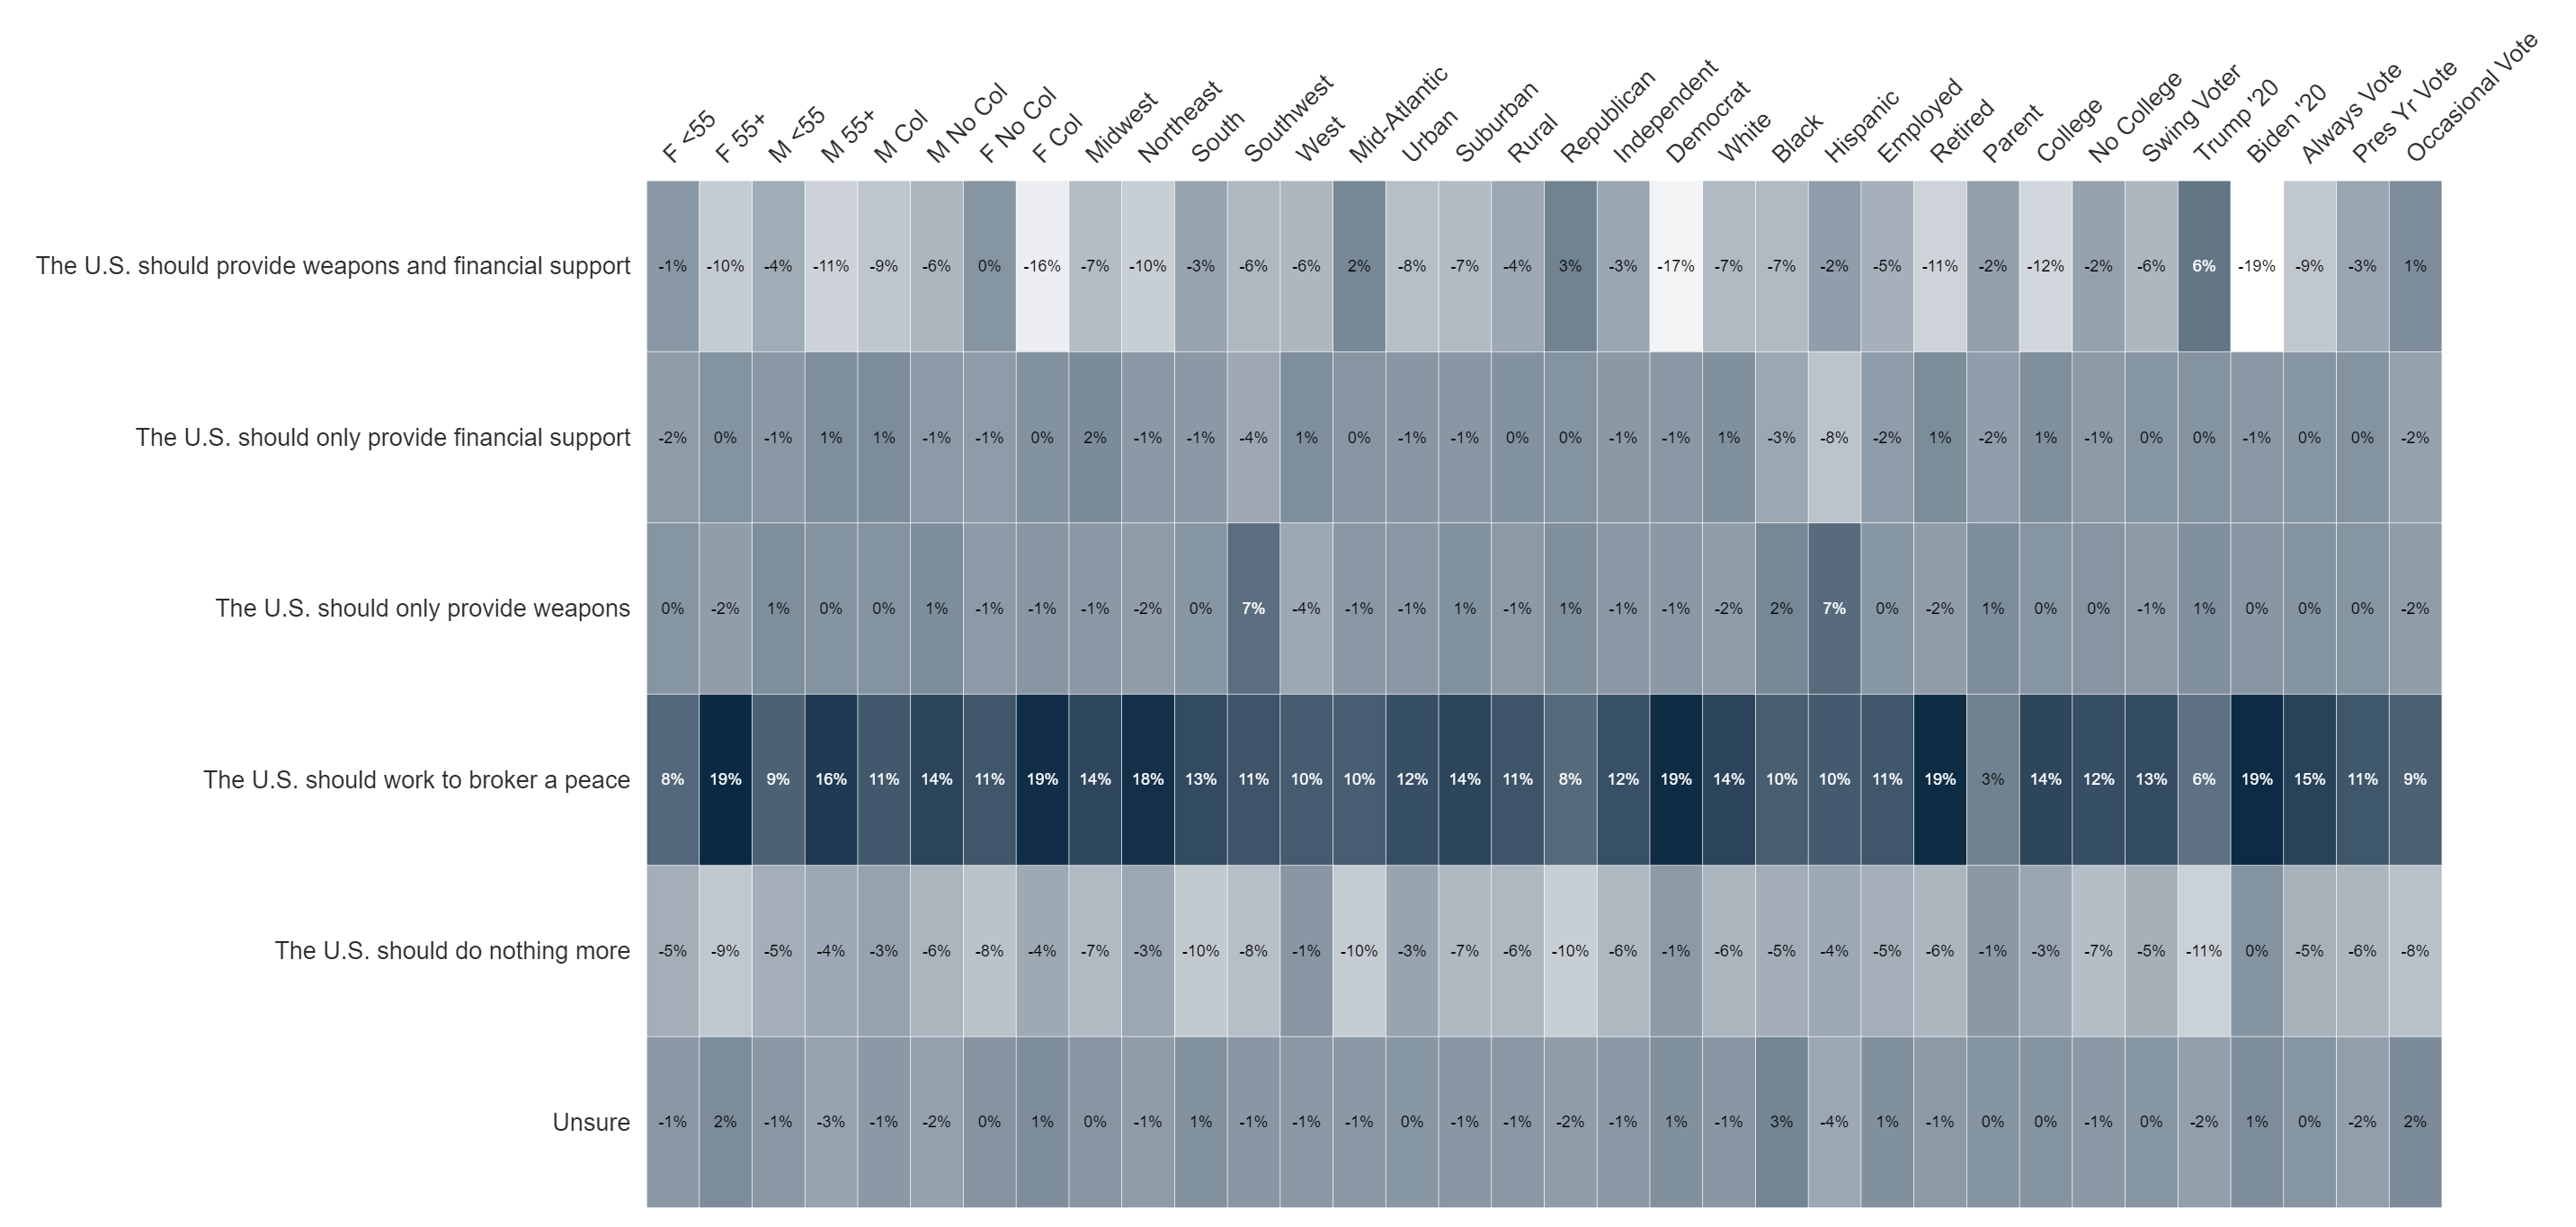 F <55 F 55+ M <55 M 55+ M Col M No Col F No Col F Col Midwest Northeast South Southwest West Mid-Atlantic Urban Suburban Rural Republican Independent Democrat White Black Hispanic Employed Retired Parent College No College Swing Voter Trump '20 Biden '20 Always Vote Pres Yr Vote Occasional Vote
The U.S. should provide weapons and financial support -1% -10% -4% -11% -9% -6% 0% -16% -7% -10% -3% -6% -6% 2% -8% -7% -4% 3% -3% -17% -7% -7% -2% -5% -11% -2% -12% -2% -6% 6% -19% -9% -3% 1%
The U.S. should only provide financial support -2% 0% -1% 1% 1% -1% -1% 0% 2% -1% -1% -4% 1% 0% -1% -1% 0% 0% -1% -1% 1% -3% -8% -2% 1% -2% 1% -1% 0% 0% -1% 0% 0% -2%
The U.S. should only provide weapons 0% -2% 1% 0% 0% 1% -1% -1% -1% -2% 0% 7% -4% -1% -1% 1% -1% 1% -1% -1% -2% 2% 7% 0% -2% 1% 0% 0% -1% 1% 0% 0% 0% -2%
The U.S. should work to broker a peace 8% 19% 9% 16% 11% 14% 11% 19% 14% 18% 13% 11% 10% 10% 12% 14% 11% 8% 12% 19% 14% 10% 10% 11% 19% 3% 14% 12% 13% 6% 19% 15% 11% 9%
The U.S. should do nothing more -5% -9% -5% -4% -3% -6% -8% -4% -7% -3% -10% -8% -1% -10% -3% -7% -6% -10% -6% -1% -6% -5% -4% -5% -6% -1% -3% -7% -5% -11% 0% -5% -6% -8%
Unsure -1% 2% -1% -3% -1% -2% 0% 1% 0% -1% 1% -1% -1% -1% 0% -1% -1% -2% -1% 1% -1% 3% -4% 1% -1% 0% 0% -1% 0% -2% 1% 0% -2% 2%